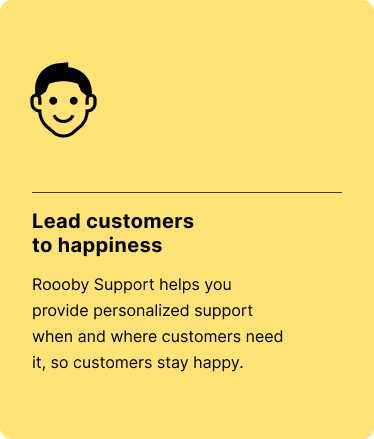 Lead customers
to happiness
Roooby Support helps you
provide personalized support
when and where customers need
it, so customers stay happy.